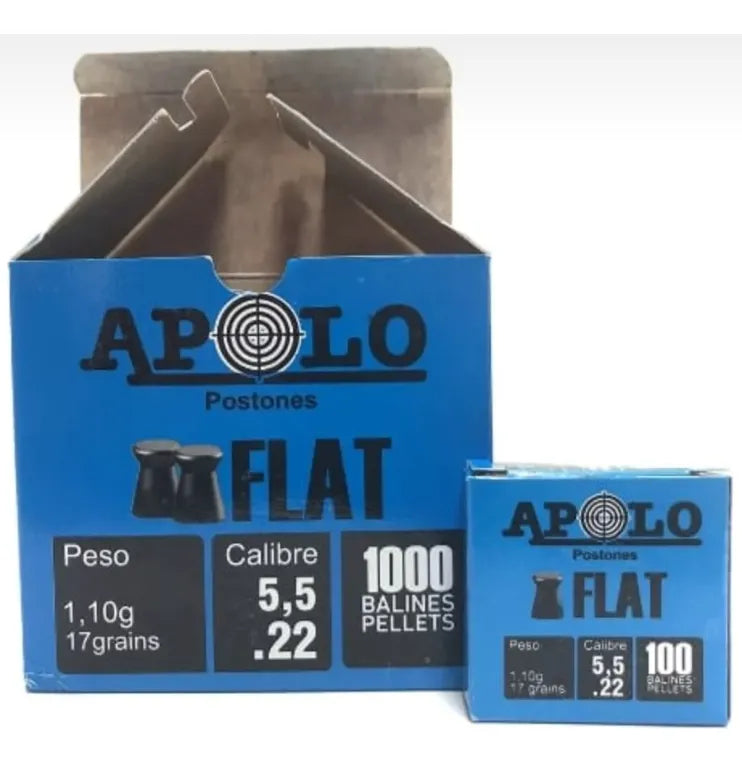 APOLO
Postones
FLAT
Peso
1,10g
17grains
Calibre
5,5
.22
1000
BALINES
PELLETS
APOLO
Postones
FLAT
Peso
1,10g
17 grains
Calibre
5,5
.22
100
BALINES
PELLETS